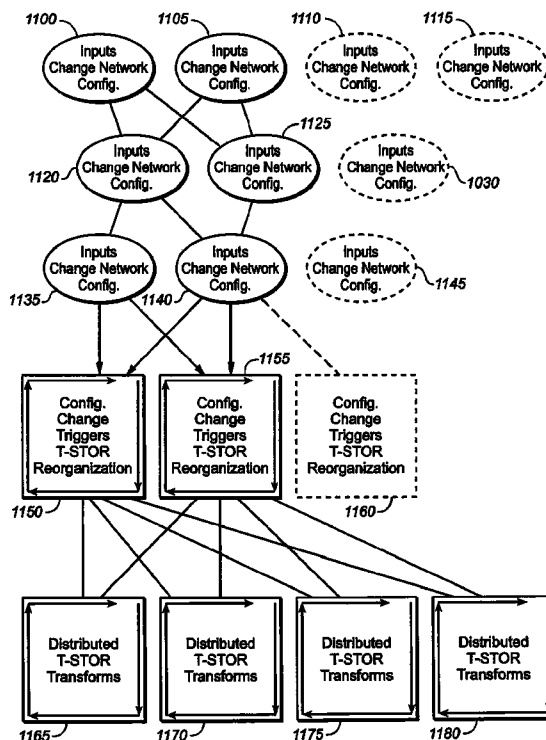 1100
1105
1110
1115
Inputs
Change Network
Config.
Inputs
Change Network
Config.
Inputs
Change Network
Config.
Inputs
Change Network
Config.
1120
1125
1030
Inputs
Change Network
Config.
Inputs
Change Network
Config.
Inputs
Change Network
Config.
Inputs
Change Network
Config.
Inputs
Change Network
Config.
Inputs
Change Network
Config.
1135
1140
1145
1155
Config.
Change
Triggers
T-STOR
Reorganization
Config.
Change
Triggers
T-STOR
Reorganization
Config.
Change
Triggers
T-STOR
Reorganization
1150
1160
Distributed
T-STOR
Transforms
Distributed
T-STOR
Transforms
Distributed
T-STOR
Transforms
Distributed
T-STOR
Transforms
1165
1170
1175
1180